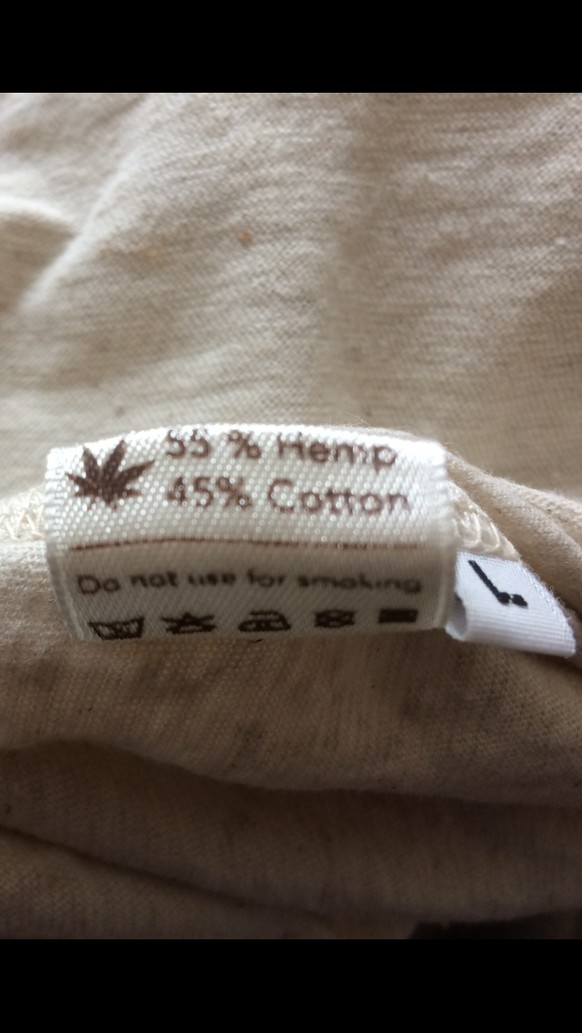 55 % Hemp
45% Cotton
Do not use for smoking
L